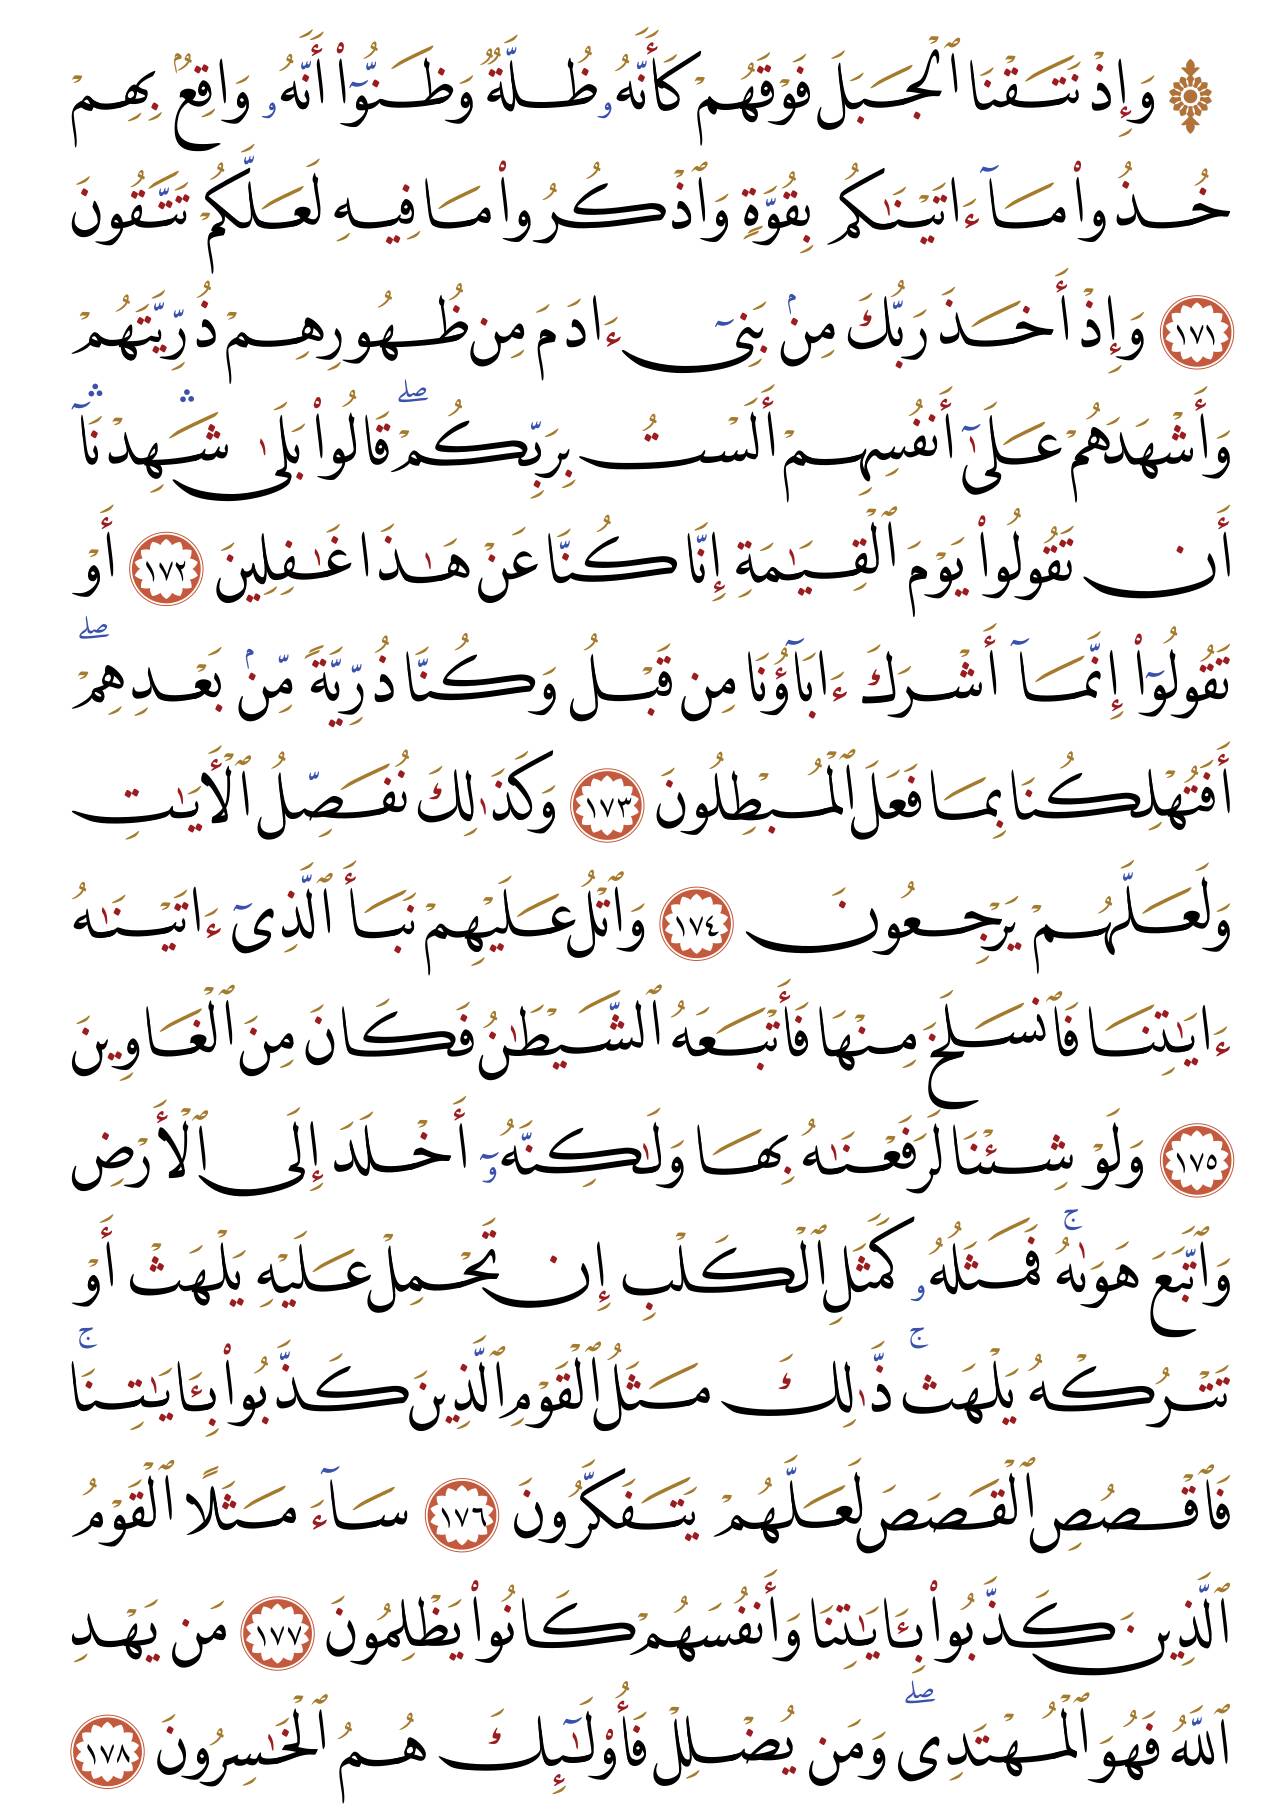 ۞ وَإِذْ نَتَقْنَا ٱلْجَبَلَ فَوْقَهُمْ كَأَنَّهُۥ ظُلَّةٌ وَظَنُّوٓا۟ أَنَّهُۥ وَاقِعٌۢ بِهِمْ
خُذُوا۟ مَآ ءَاتَيْنَٰكُم بِقُوَّةٍ وَٱذْكُرُوا۟ مَا فِيهِ لَعَلَّكُمْ تَتَّقُونَ
١٧١ وَإِذْ أَخَذَ رَبُّكَ مِنۢ بَنِىٓ ءَادَمَ مِن ظُهُورِهِمْ ذُرِّيَّتَهُمْ
وَأَشْهَدَهُمْ عَلَىٰٓ أَنفُسِهِمْ أَلَسْتُ بِرَبِّكُمْ ۖ قَالُوا۟ بَلَىٰ ۛ شَهِدْنَآ ۛ
أَن تَقُولُوا۟ يَوْمَ ٱلْقِيَٰمَةِ إِنَّا كُنَّا عَنْ هَٰذَا غَٰفِلِينَ ١٧٢ أَوْ
تَقُولُوٓا۟ إِنَّمَآ أَشْرَكَ ءَابَآؤُنَا مِن قَبْلُ وَكُنَّا ذُرِّيَّةً مِّنۢ بَعْدِهِمْ ۖ
أَفَتُهْلِكُنَا بِمَا فَعَلَ ٱلْمُبْطِلُونَ ١٧٣ وَكَذَٰلِكَ نُفَصِّلُ ٱلْأَيَٰتِ
وَلَعَلَّهُمْ يَرْجِعُونَ ١٧٤ وَٱتْلُ عَلَيْهِمْ نَبَأَ ٱلَّذِىٓ ءَاتَيْنَٰهُ
ءَايَٰتِنَا فَٱنسَلَخَ مِنْهَا فَأَتْبَعَهُ ٱلشَّيْطَٰنُ فَكَانَ مِنَ ٱلْغَاوِينَ
١٧٥ وَلَوْ شِئْنَا لَرَفَعْنَٰهُ بِهَا وَلَٰكِنَّهُۥٓ أَخْلَدَ إِلَى ٱلْأَرْضِ
وَٱتَّبَعَ هَوَىٰهُ ۚ فَمَثَلُهُۥ كَمَثَلِ ٱلْكَلْبِ إِن تَحْمِلْ عَلَيْهِ يَلْهَثْ أَوْ
تَتْرُكْهُ يَلْهَث ۚ ذَّٰلِكَ مَثَلُ ٱلْقَوْمِ ٱلَّذِينَ كَذَّبُوا۟ بِـَٔايَٰتِنَا ۚ
فَٱقْصُصِ ٱلْقَصَصَ لَعَلَّهُمْ يَتَفَكَّرُونَ ١٧٦ سَآءَ مَثَلًا ٱلْقَوْمُ
ٱلَّذِينَ كَذَّبُوا۟ بِـَٔايَٰتِنَا وَأَنفُسَهُمْ كَانُوا۟ يَظْلِمُونَ ١٧٧ مَن يَهْدِ
ٱللَّهُ فَهُوَ ٱلْمُهْتَدِى ۖ وَمَن يُضْلِلْ فَأُو۟لَٰٓئِكَ هُمُ ٱلْخَٰسِرُونَ ١٧٨